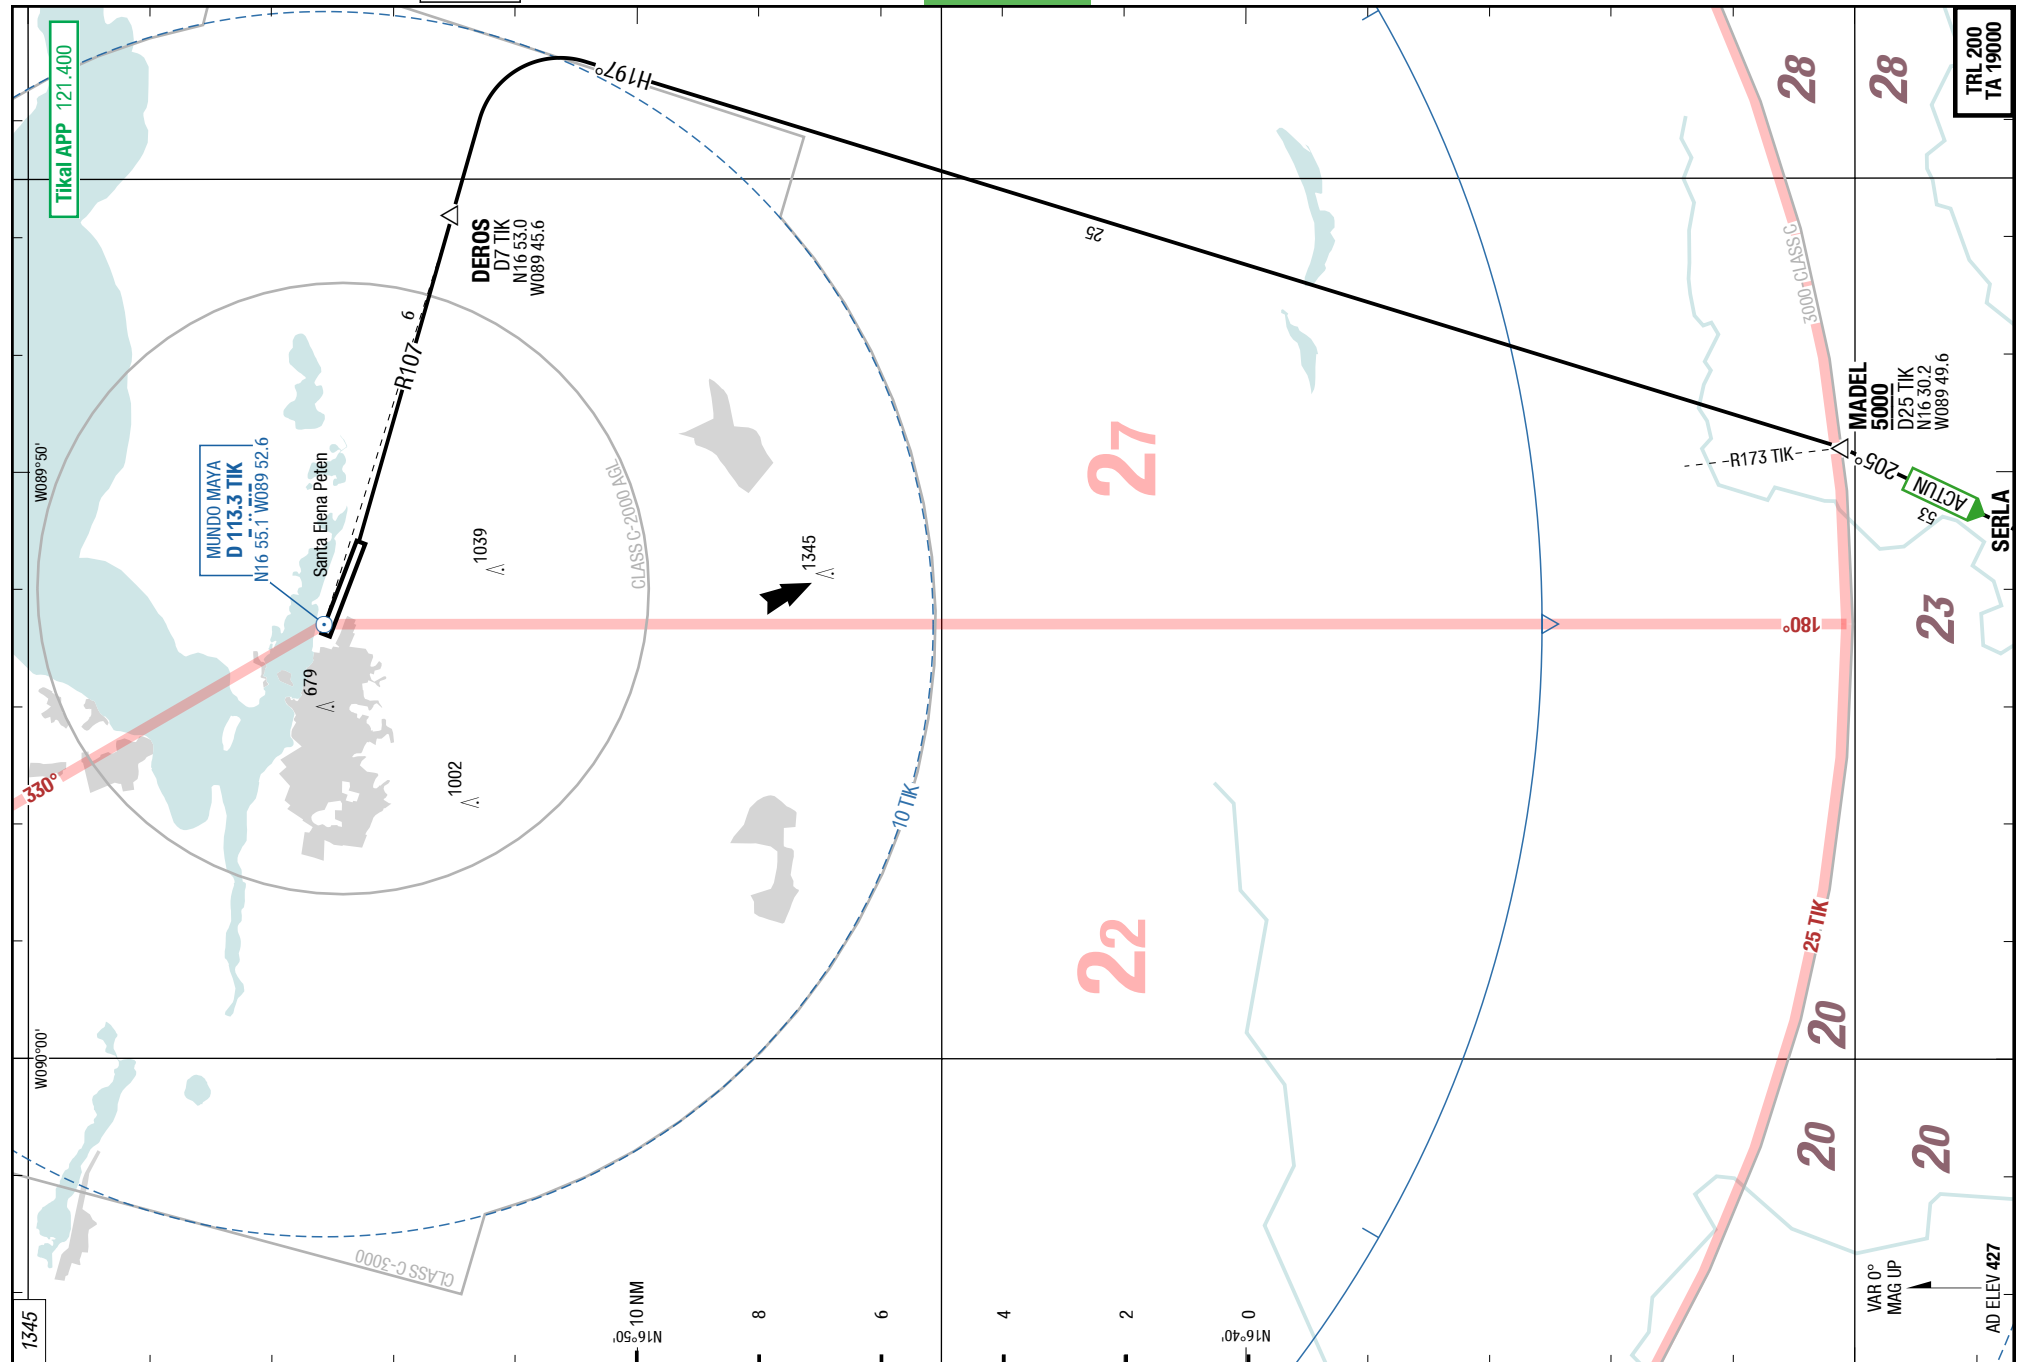 Tikal APP 121.400
W089°50'
W090°00'
1345
330°
MUNDO MAYA
D 113.3 TIK
N16 55.1 W089 52.6
Santa Elena Peten
679
1002
1039
R107
6
DEROS
D7 TIK
N16 53.0
W089 45.6
H197°
CLASS C-2000 AGL
1345
10 TIK
CLASS C-3000
25
27
22
180°
3000 CLASS C
25 TIK
R173 TIK
MADEL
5000
D25 TIK
N16 30.2
W089 49.6
205°
ACTUN
53
SERLA
28
28
23
20
20
20
TRL 200
TA 19000
N16°50'
10 NM
8
6
4
2
0
N16°40'
VAR 0°
MAG UP
AD ELEV 427